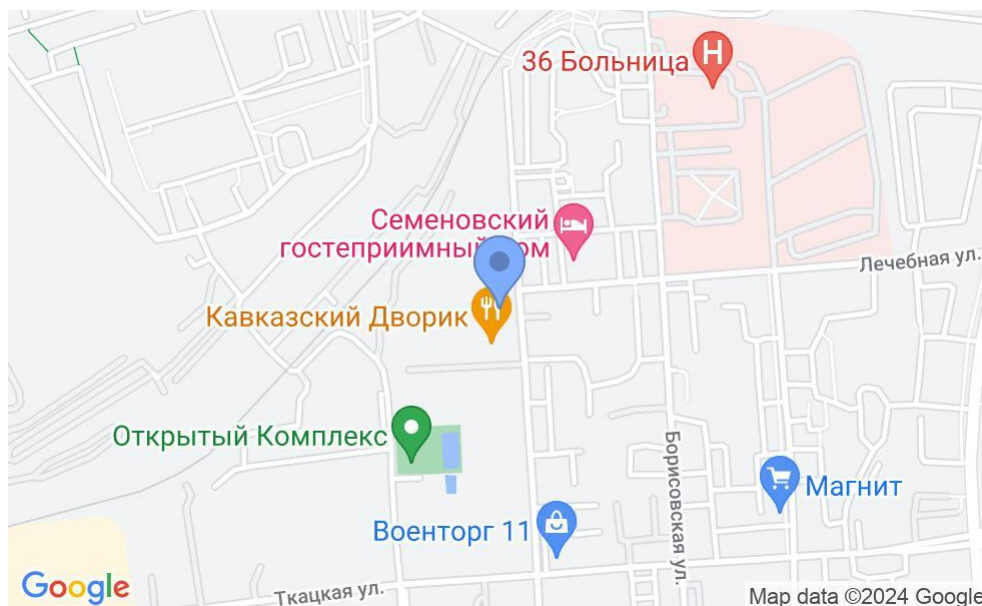 36 Больница
Семеновский
гостеприимный ом
Лечебная ул.
Кавказский Дворик
Открытый Комплекс
Борисовская ул.
Магнит
Военторг 11
Google
Ткацкая ул.
Map data ©2024 Google